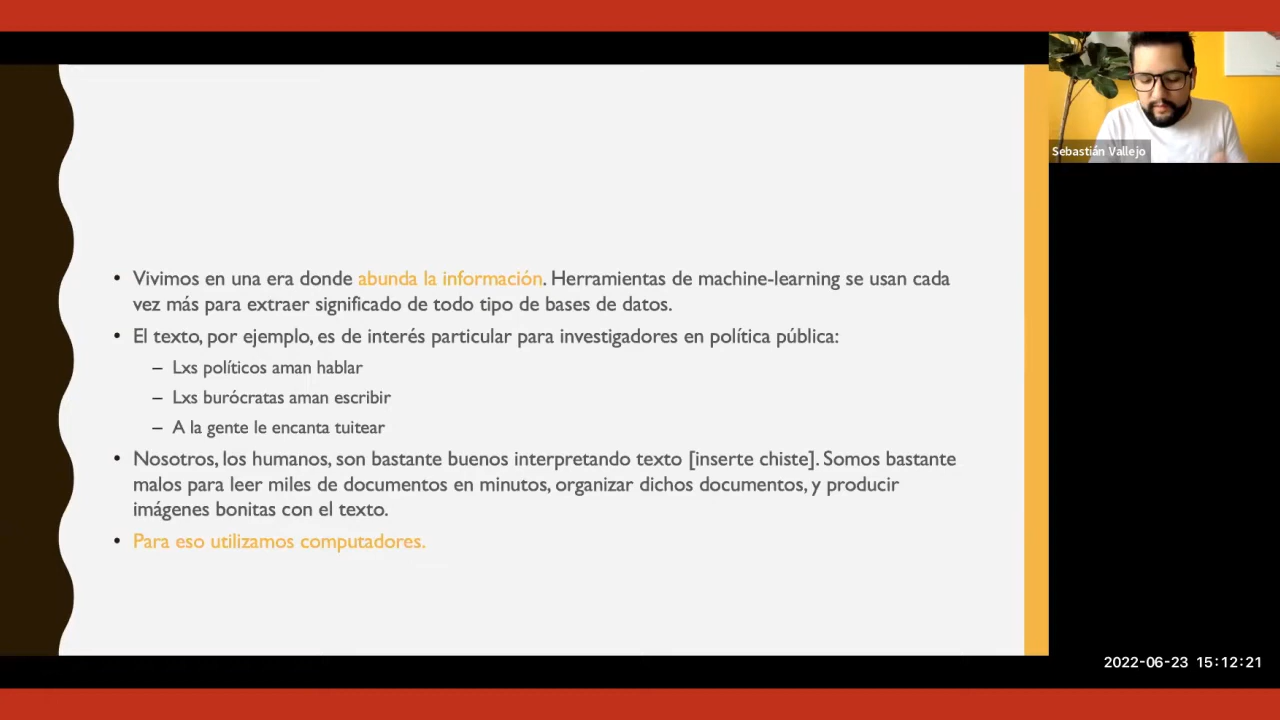 • Vivimos en una era donde abunda la información. Herramientas de machine-learning se usan cada
vez más para extraer significado de todo tipo de bases de datos.
• El texto, por ejemplo, es de interés particular para investigadores en política pública:
– Lxs políticos aman hablar
– Lxs burócratas aman escribir
– A la gente le encanta tuitear
• Nosotros, los humanos, son bastante buenos interpretando texto [inserte chiste]. Somos bastante
malos para leer miles de documentos en minutos, organizar dichos documentos, y producir
imágenes bonitas con el texto.
• Para eso utilizamos computadores.
Sebastián Vallejo
2022-06-23 15:12:21